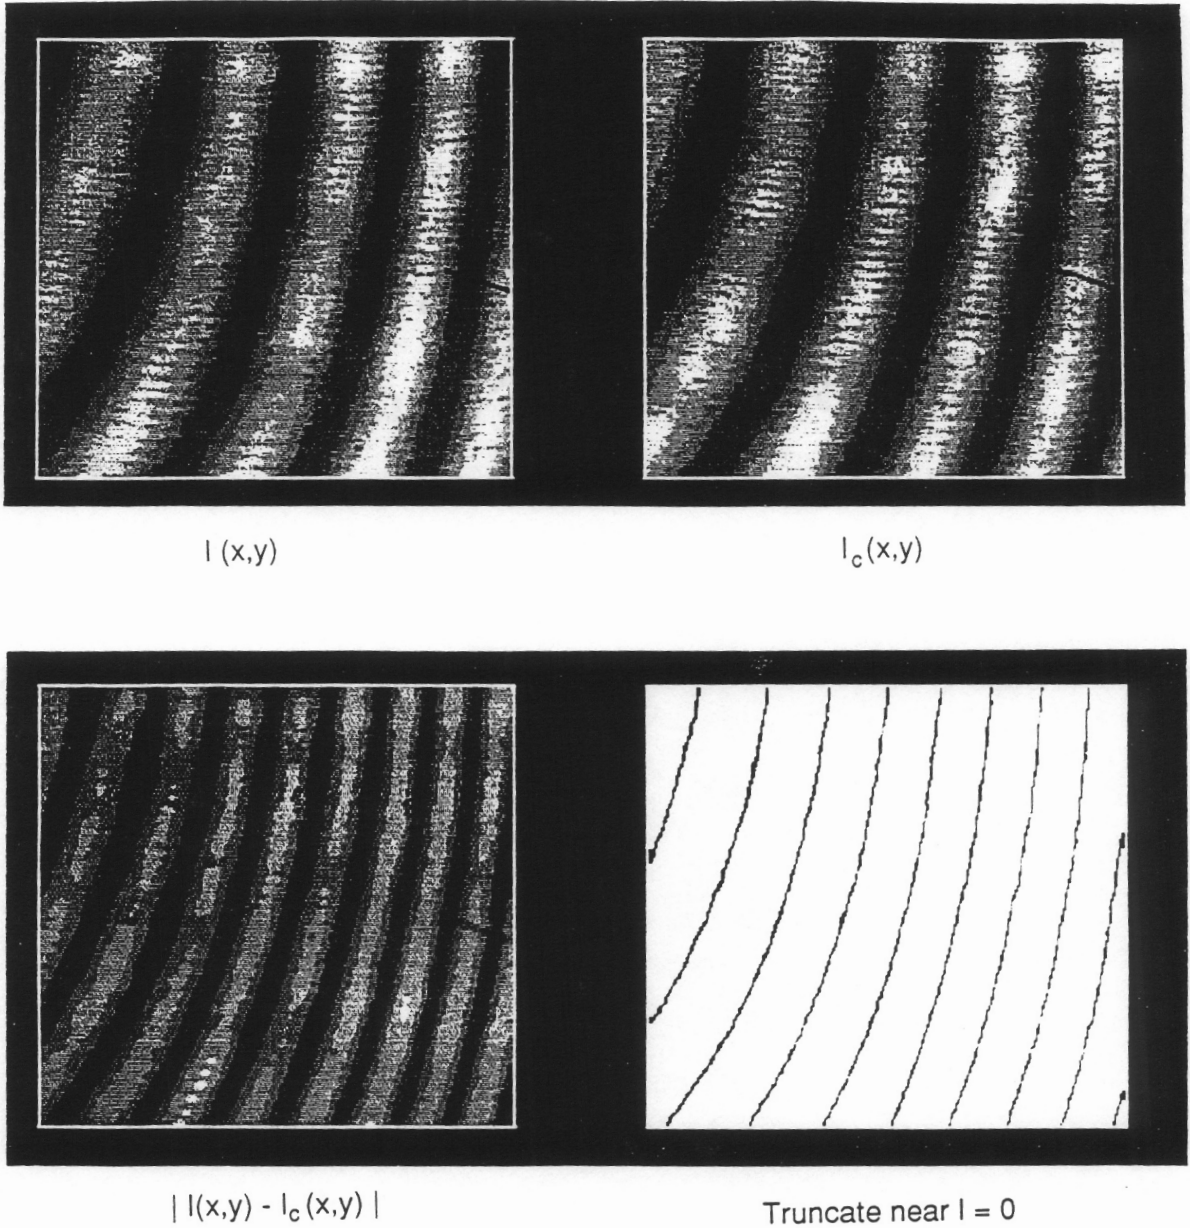 I (x,y)
I_c(x,y)
| I(x,y) - I_c(x,y) |
Truncate near I = 0